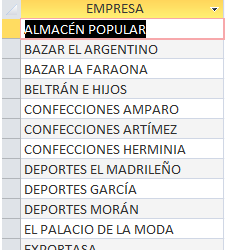 EMPRESA
ALMACÉN POPULAR
BAZAR EL ARGENTINO
BAZAR LA FARAONA
BELTRÁN E HIJOS
CONFECCIONES AMPARO
CONFECCIONES ARTÍMEZ
CONFECCIONES HERMINIA
DEPORTES EL MADRILEÑO
DEPORTES GARCÍA
DEPORTES MORÁN
EL PALACIO DE LA MODA
EXPORTASA